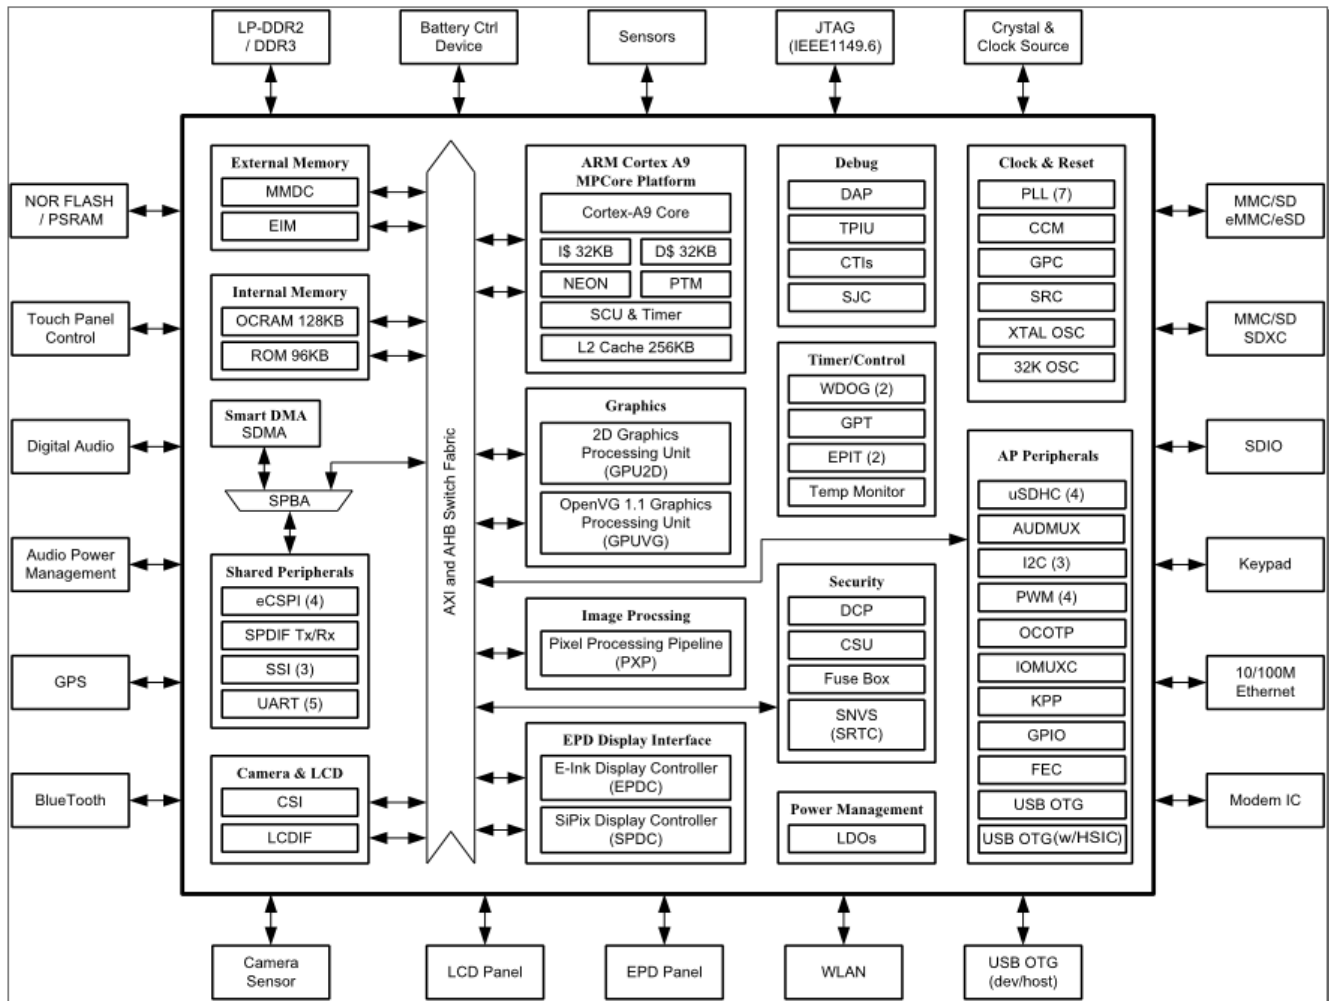 LP-DDR2
/ DDR3
Battery Ctrl
Device
Sensors
JTAG
(IEEE1149.6)
Crystal &
Clock Source
NOR FLASH
/ PSRAM
Touch Panel
Control
Digital Audio
Audio Power
Management
GPS
BlueTooth
External Memory
MMDC
EIM
Internal Memory
OCRAM 128KB
ROM 96KB
Smart DMA
SDMA
SPBA
Shared Peripherals
eCSPI (4)
SPDIF Tx/Rx
SSI (3)
UART (5)
Camera & LCD
CSI
LCDIF
AXI and AHB Switch Fabric
ARM Cortex A9
MPCore Platform
Cortex-A9 Core
I$ 32KB
D$ 32KB
NEON
PTM
SCU & Timer
L2 Cache 256KB
Graphics
2D Graphics
Processing Unit
(GPU2D)
OpenVG 1.1 Graphics
Processing Unit
(GPUVG)
Image Procssing
Pixel Processing Pipeline
(PXP)
EPD Display Interface
E-Ink Display Controller
(EPDC)
SiPix Display Controller
(SPDC)
Debug
DAP
TPIU
CTIs
SJC
Timer/Control
WDOG (2)
GPT
EPIT (2)
Temp Monitor
Security
DCP
CSU
Fuse Box
SNVS
(SRTC)
Power Management
LDOs
Clock & Reset
PLL (7)
CCM
GPC
SRC
XTAL OSC
32K OSC
AP Peripherals
uSDHC (4)
AUDMUX
I2C (3)
PWM (4)
OCOTP
IOMUXC
KPP
GPIO
FEC
USB OTG
USB OTG(w/HSIC)
MMC/SD
eMMC/eSD
MMC/SD
SDXC
SDIO
Keypad
10/100M
Ethernet
Modem IC
Camera
Sensor
LCD Panel
EPD Panel
WLAN
USB OTG
(dev/host)